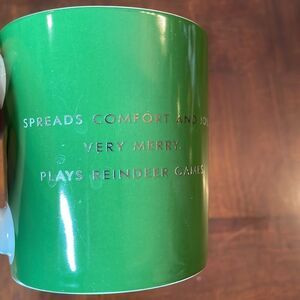 SPREADS COMFORT AND JOY.
VERY MERRY.
PLAYS REINDEER GAMES.